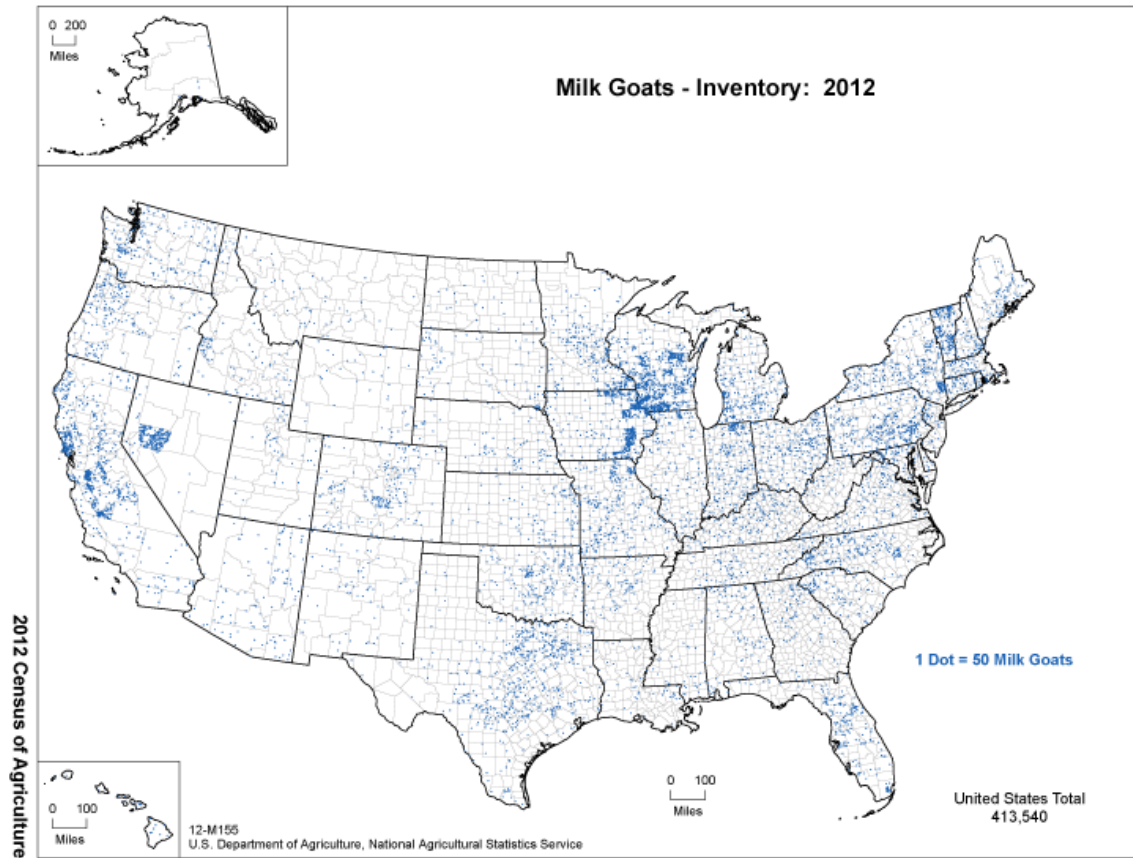 0 200
Miles
Milk Goats - Inventory: 2012
1 Dot = 50 Milk Goats
2012 Census of Agriculture
0 100
Miles
12-M155
U.S. Department of Agriculture, National Agricultural Statistics Service
0 100
Miles
United States Total
413,540